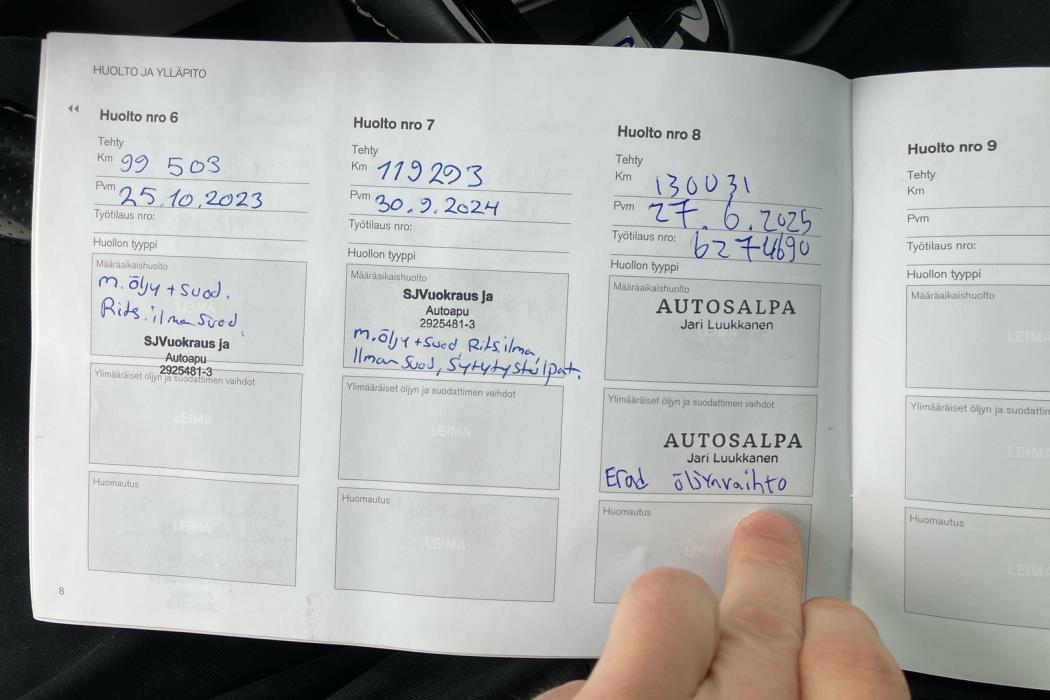 HUOLTO JA YLLÄPITO
Huolto nro 6
Tehty
Km 99 503
Pvm 25.10.2023
Työtilaus nro:
Huollon tyyppi
Määräaikaishuolto
m.öljy + suod.
Rits.ilmansuod.
SJVuokraus ja
Autoapu
2925481-3
Ylimääräiset öljyn ja suodattimen vaihdot
LEIMA
Huomautus
LEIMA
8
Huolto nro 7
Tehty
Km 119293
Pvm 30.9.2024
Työtilaus nro:
Huollon tyyppi
Määräaikaishuolto
SJVuokraus ja
Autoapu
2925481-3
m.öljy + suod Rits.ilma,
Ilman suod, Sytytystulpat.
Ylimääräiset öljyn ja suodattimen vaihdot
LEIMA
Huomautus
LEIMA
Huolto nro 8
Tehty
Km 130031
Pvm 27.6.2025
Työtilaus nro: 6274690
Huollon tyyppi
Määräaikaishuolto
AUTOSALPA
Jari Luukkanen
Ylimääräiset öljyn ja suodattimen vaihdot
AUTOSALPA
Jari Luukkanen
Erad öljynvaihto
Huomautus
LEIMA
Huolto nro 9
Tehty
Km
Pvm
Työtilaus nro:
Huollon tyyppi
Määräaikaishuolto
LEIMA
Ylimääräiset öljyn ja suodattin
LEIMA
Huomautus
LEIMA